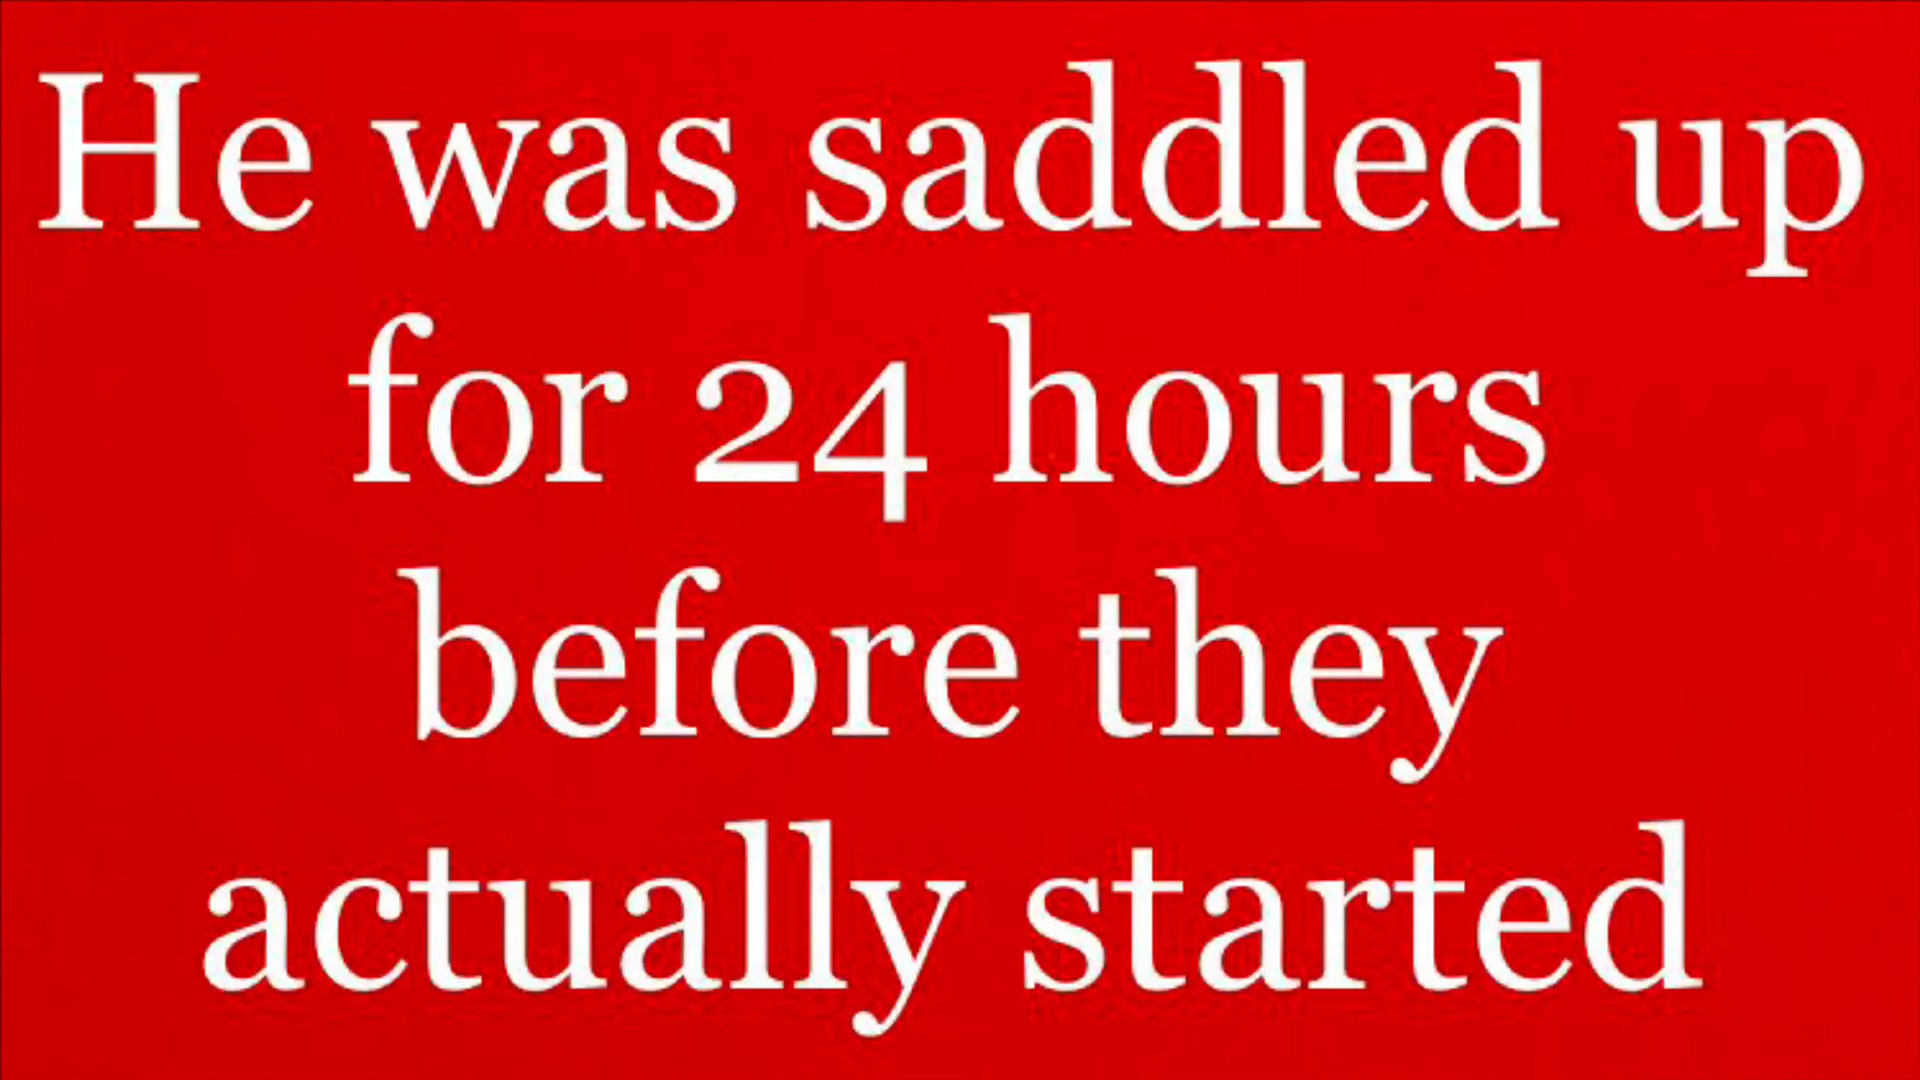 He was saddled up
for 24 hours
before they
actually started